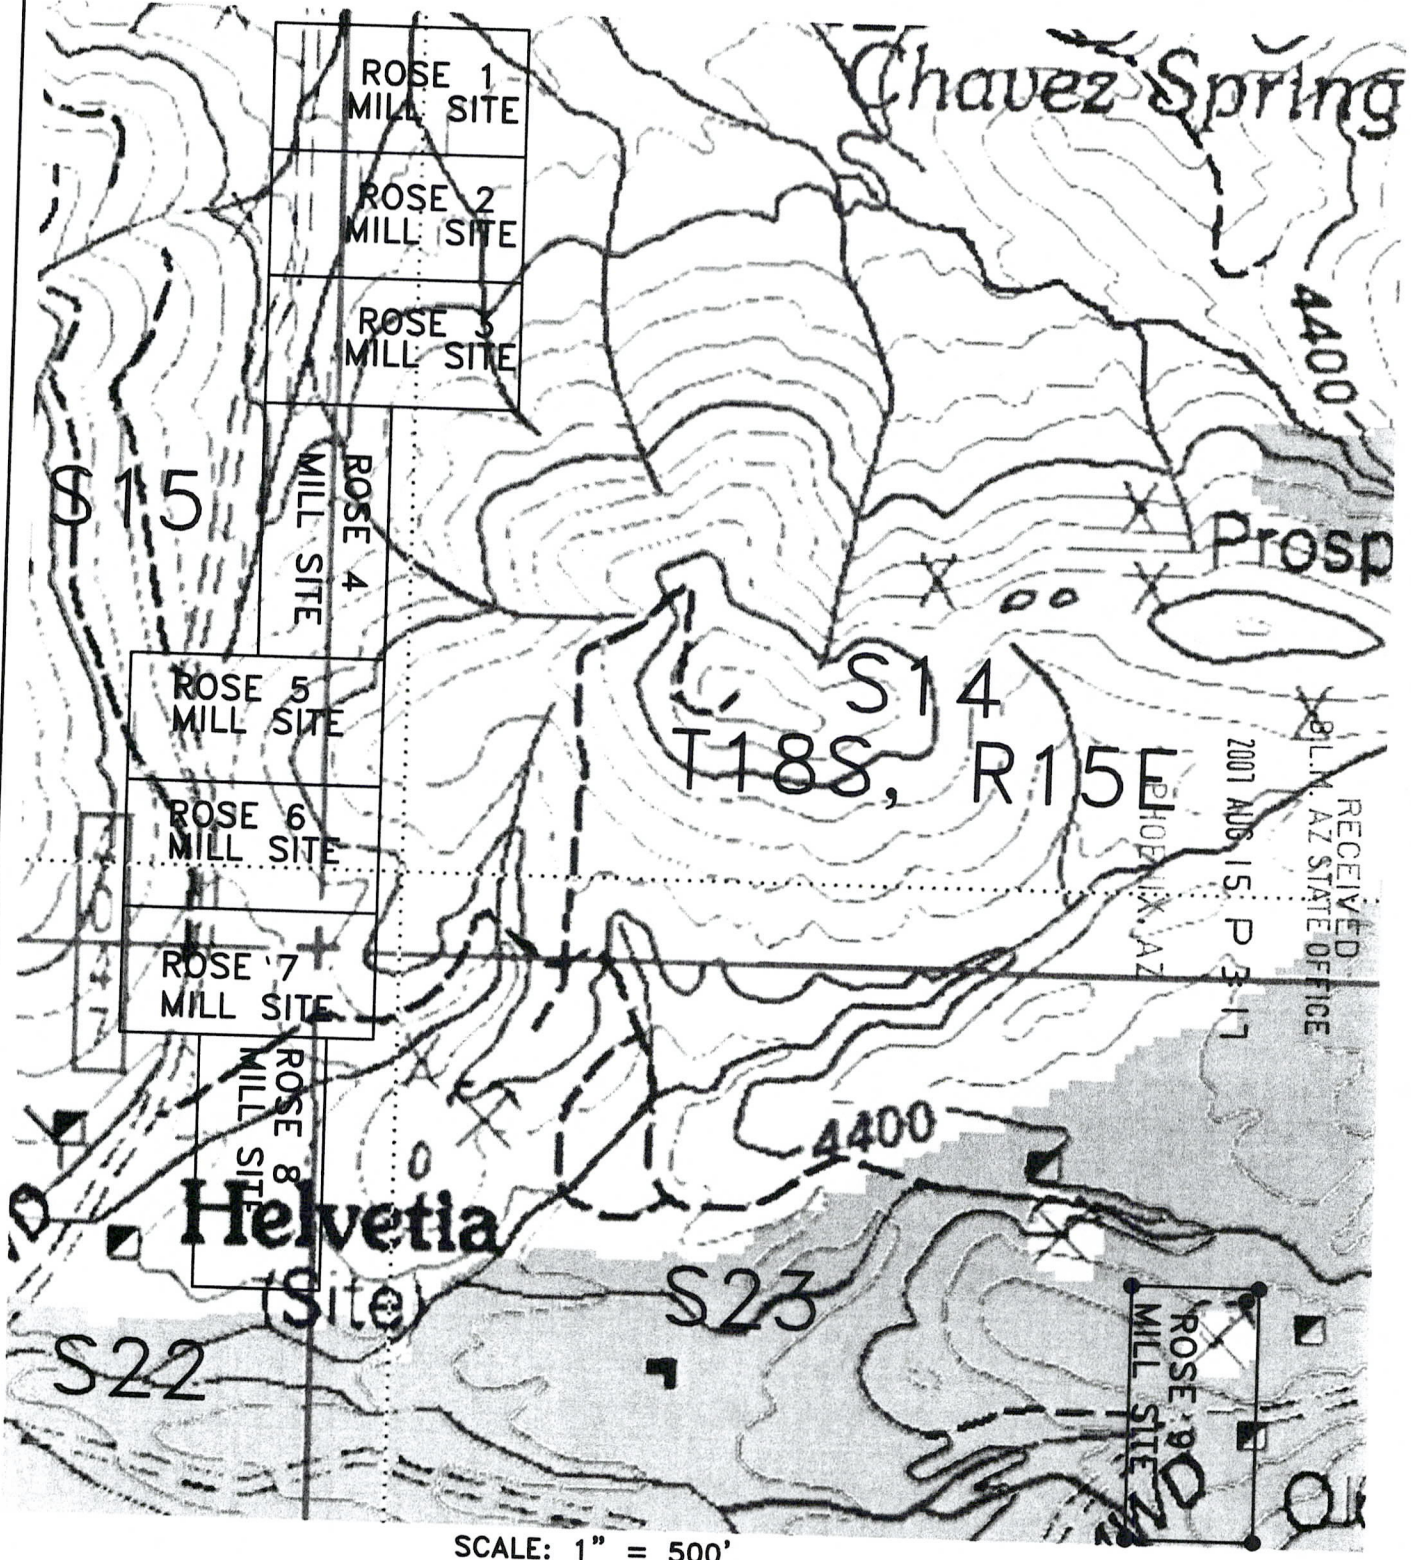 ROSE 1
MILL SITE
Chavez Spring
ROSE 2
MILL SITE
ROSE 3
MILL SITE
4400
ROSE 4
MILL SITE
S15
Prosp
ROSE 5
MILL SITE
S14
T18S, R15E
RECEIVED
B.L.M. AZ STATE OFFICE
2007 AUG 15 P 3:17
PHOENIX, AZ
ROSE 6
MILL SITE
ROSE 7
MILL SITE
ROSE 8
MILL SITE
4400
Helvetia
(Site)
S23
S22
ROSE 9
MILL SITE
SCALE: 1" = 500'